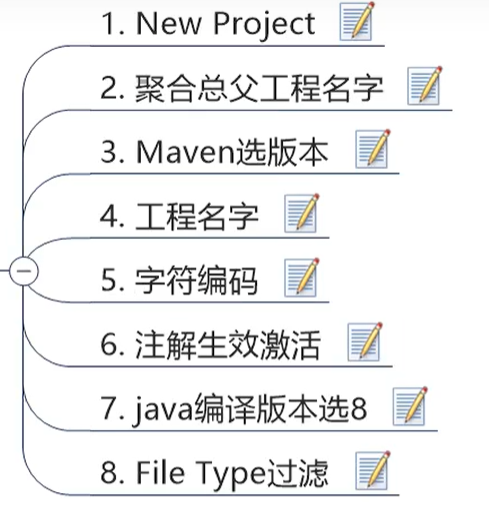 1. New Project
2. 聚合总父工程名字
3. Maven选版本
4. 工程名字
5. 字符编码
6. 注解生效激活
7. java编译版本选8
8. File Type过滤